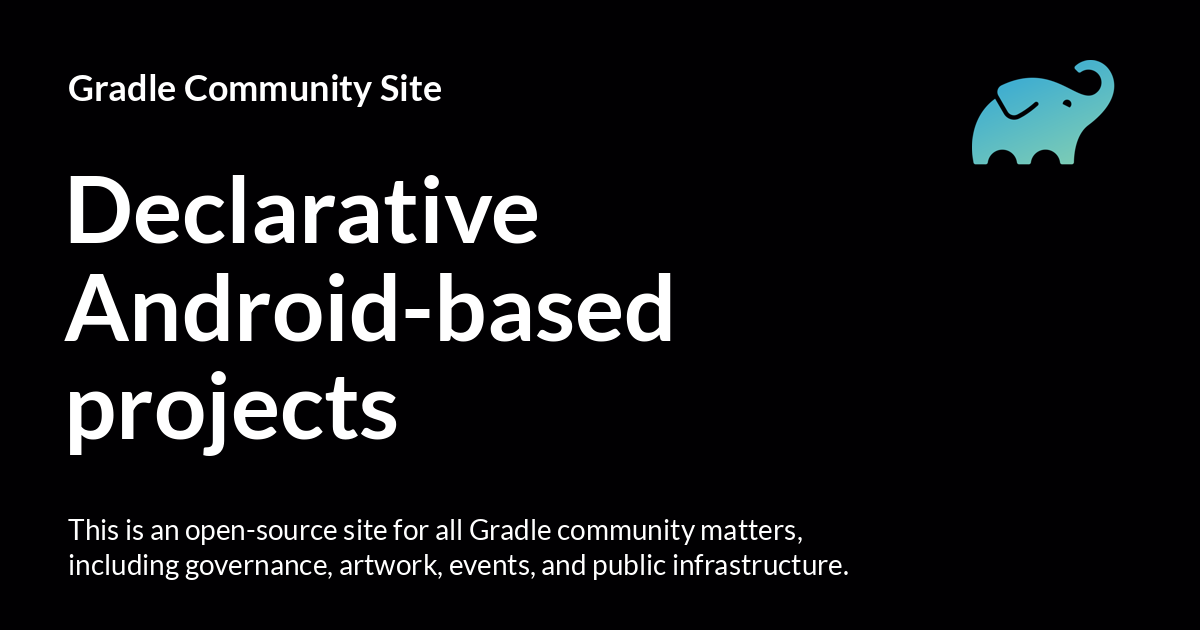 Gradle Community Site
Declarative
Android-based
projects
This is an open-source site for all Gradle community matters,
including governance, artwork, events, and public infrastructure.